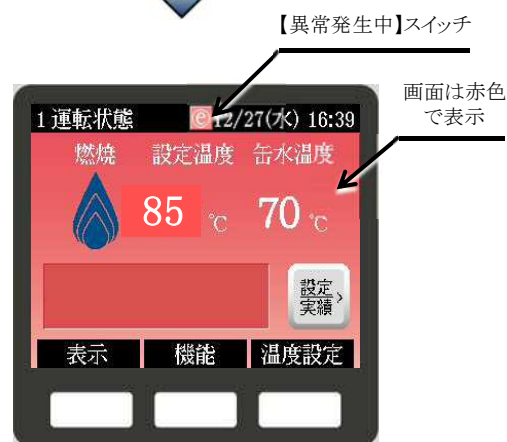 【異常発生中】スイッチ
画面は赤色
で表示
1 運転状態 e 12/27(水) 16:39
燃焼 設定温度 缶水温度
85 ℃ 70 ℃
設定
実績 >
表示 機能 温度設定